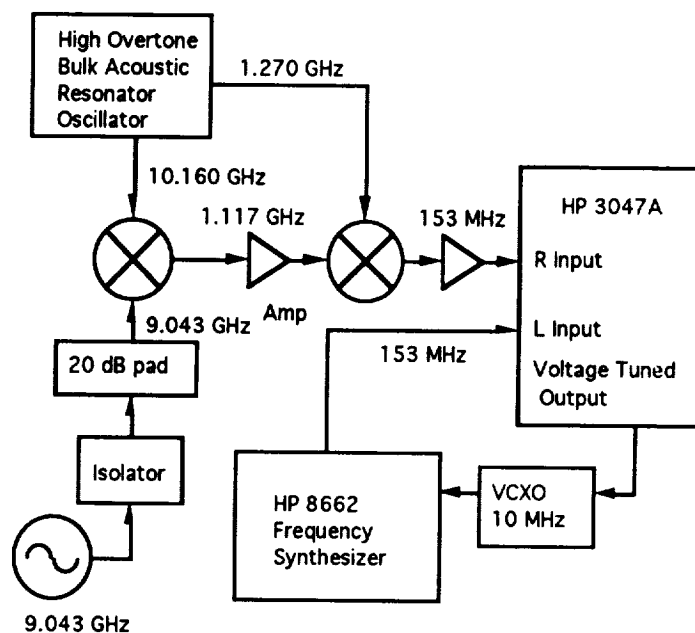 High Overtone
Bulk Acoustic
Resonator
Oscillator
1.270 GHz
10.160 GHz
1.117 GHz
153 MHz
HP 3047A
R Input
Amp
9.043 GHz
L Input
20 dB pad
153 MHz
Voltage Tuned
Output
Isolator
HP 8662
Frequency
Synthesizer
VCXO
10 MHz
9.043 GHz